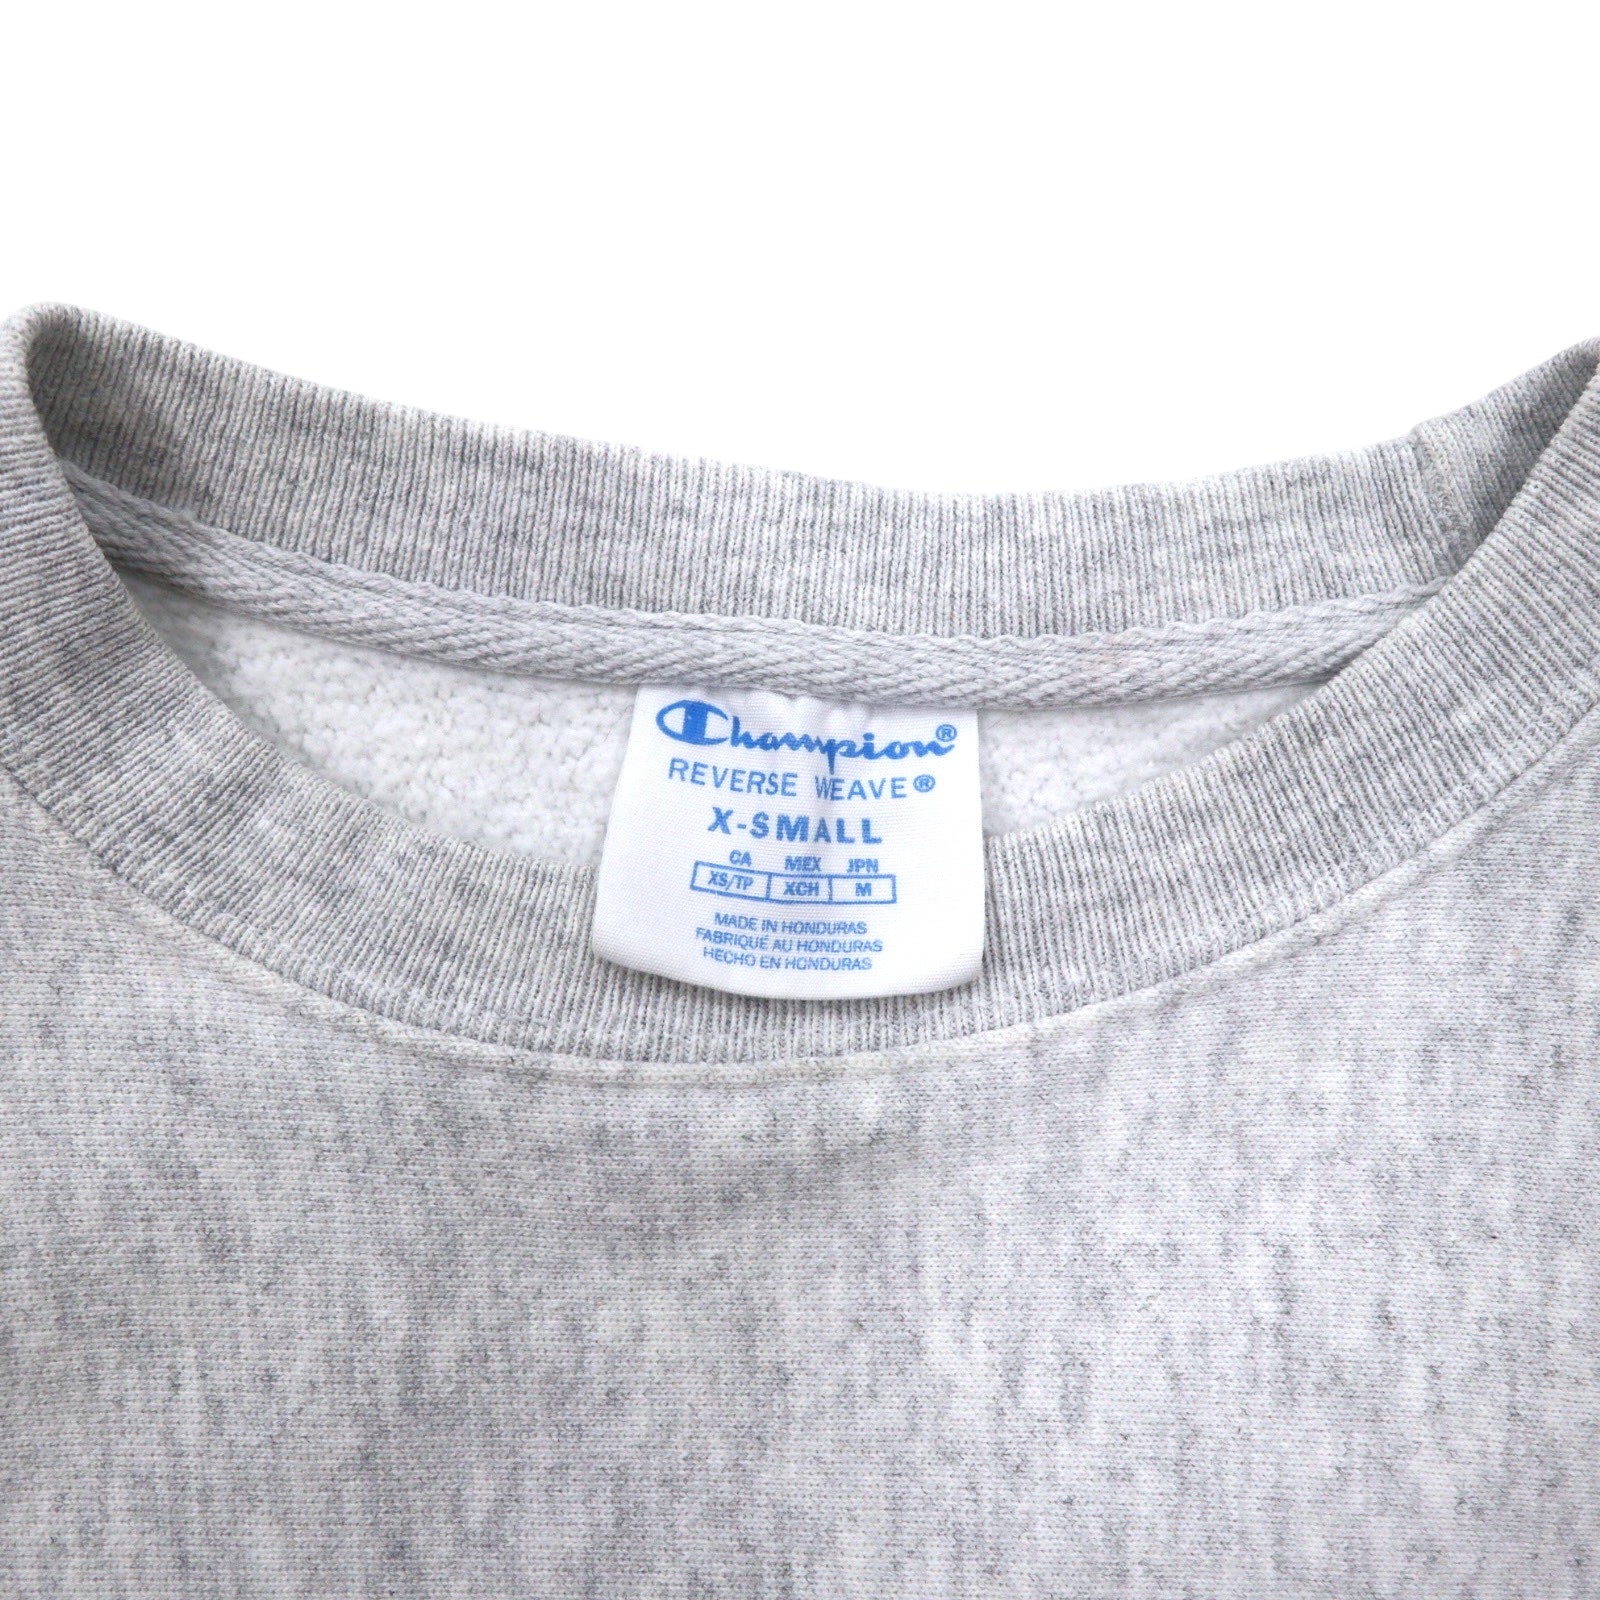 Champion®
REVERSE WEAVE®
X-SMALL
CA MEX JPN
XS/TP XCH M
MADE IN HONDURAS
FABRIQUÉ AU HONDURAS
HECHO EN HONDURAS